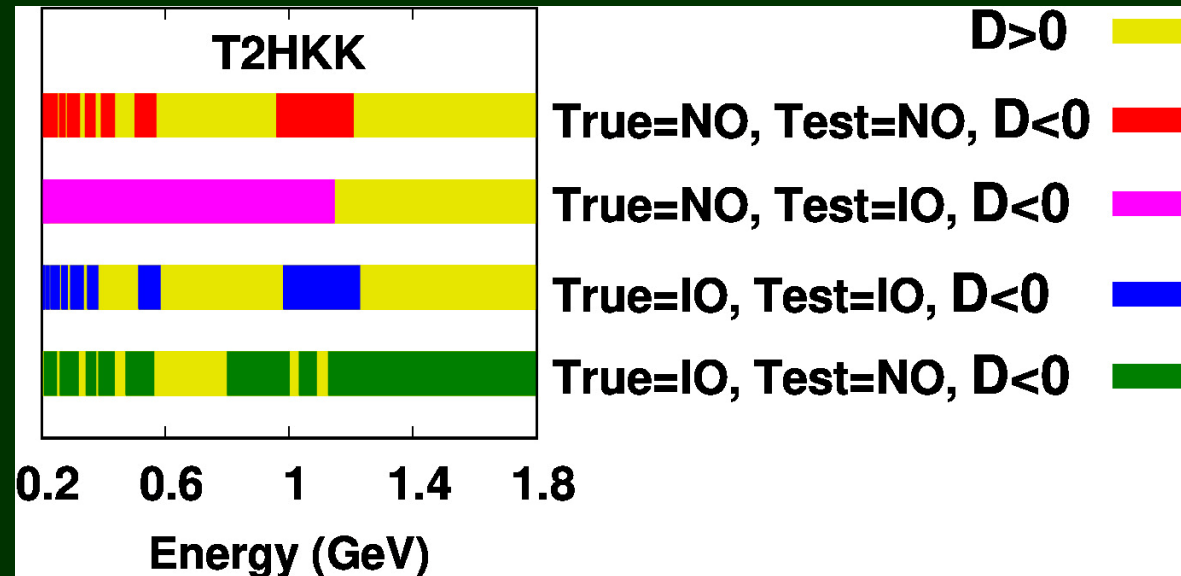 T2HKK
D>0
True=NO, Test=NO, D<0
True=NO, Test=IO, D<0
True=IO, Test=IO, D<0
True=IO, Test=NO, D<0
0.2 0.6 1 1.4 1.8
Energy (GeV)